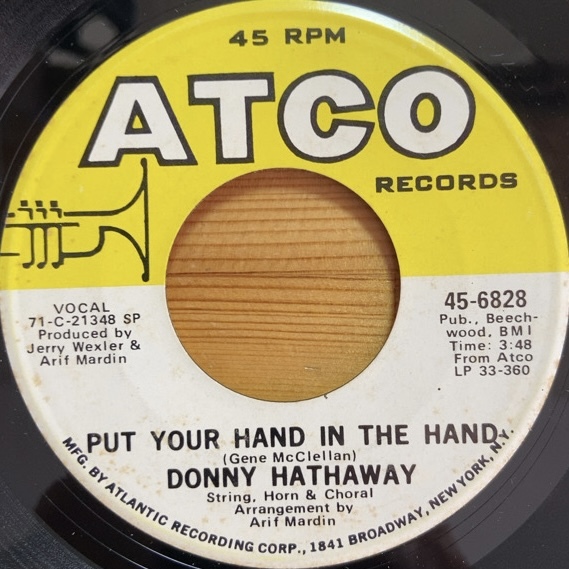 45 RPM
ATCO
RECORDS
VOCAL
71-C-21348 SP
Produced by
Jerry Wexler &
Arif Mardin
45-6828
Pub., Beech-
wood, BMI
Time: 3:48
From Atco
LP 33-360
PUT YOUR HAND IN THE HAND
(Gene McClellan)
DONNY HATHAWAY
String, Horn & Choral
Arrangement by
Arif Mardin
MFG. BY ATLANTIC RECORDING CORP., 1841 BROADWAY, NEW YORK, N.Y.